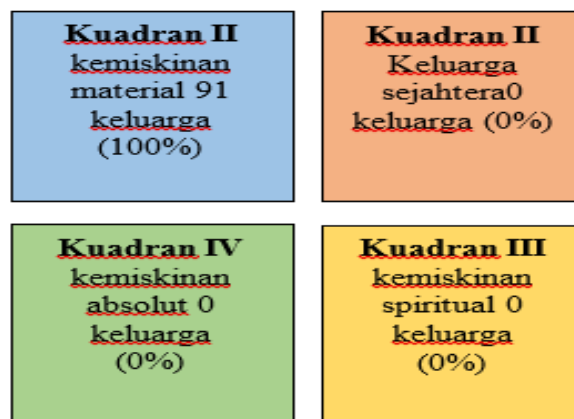 Kuadran II
kemiskinan
material 91
keluarga
(100%)
Kuadran II
Keluarga
sejahtera0
keluarga (0%)
Kuadran IV
kemiskinan
absolut 0
keluarga
(0%)
Kuadran III
kemiskinan
spiritual 0
keluarga
(0%)